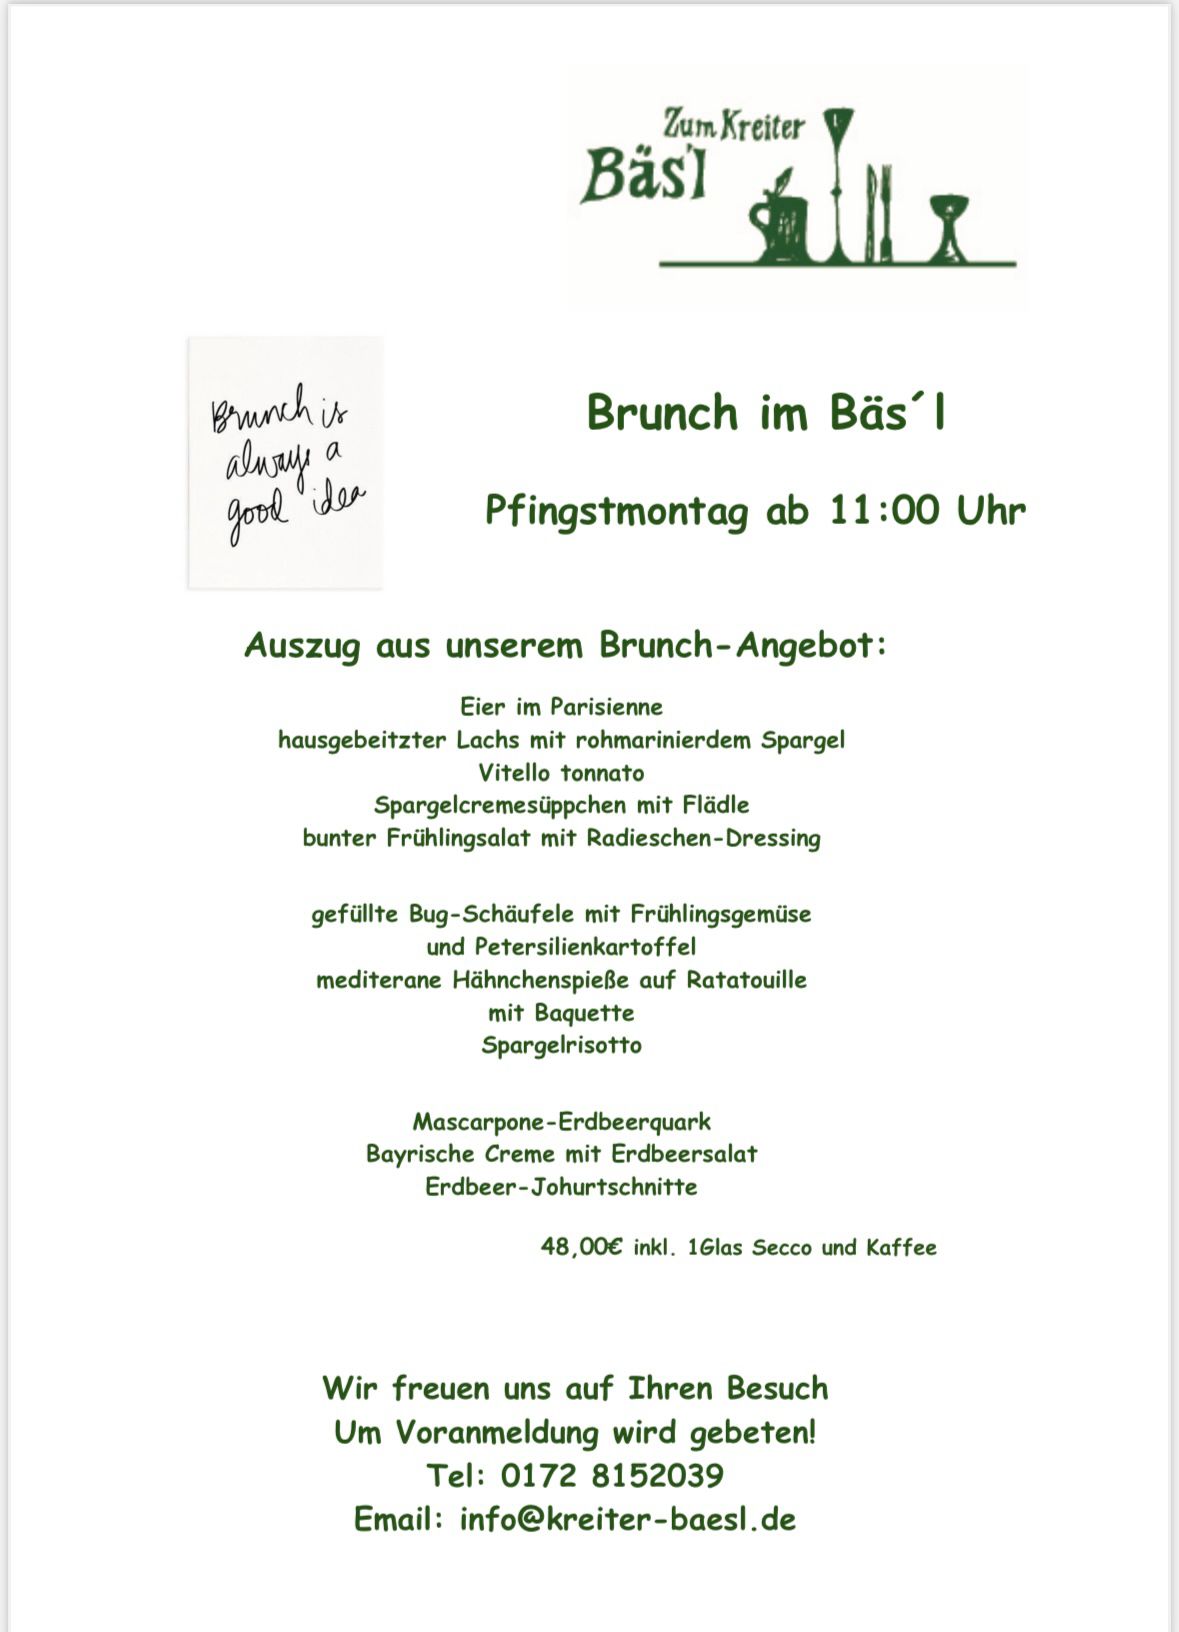 Zum Kreiter
Bäs'l
Brunch is
always a
good idea
Brunch im Bäs´l
Pfingstmontag ab 11:00 Uhr
Auszug aus unserem Brunch-Angebot:
Eier im Parisienne
hausgebeitzter Lachs mit rohmarinierdem Spargel
Vitello tonnato
Spargelcremesüppchen mit Flädle
bunter Frühlingsalat mit Radieschen-Dressing
gefüllte Bug-Schäufele mit Frühlingsgemüse
und Petersilienkartoffel
mediterane Hähnchenspieße auf Ratatouille
mit Baquette
Spargelrisotto
Mascarpone-Erdbeerquark
Bayrische Creme mit Erdbeersalat
Erdbeer-Johurtschnitte
48,00€ inkl. 1Glas Secco und Kaffee
Wir freuen uns auf Ihren Besuch
Um Voranmeldung wird gebeten!
Tel: 0172 8152039
Email: info@kreiter-baesl.de